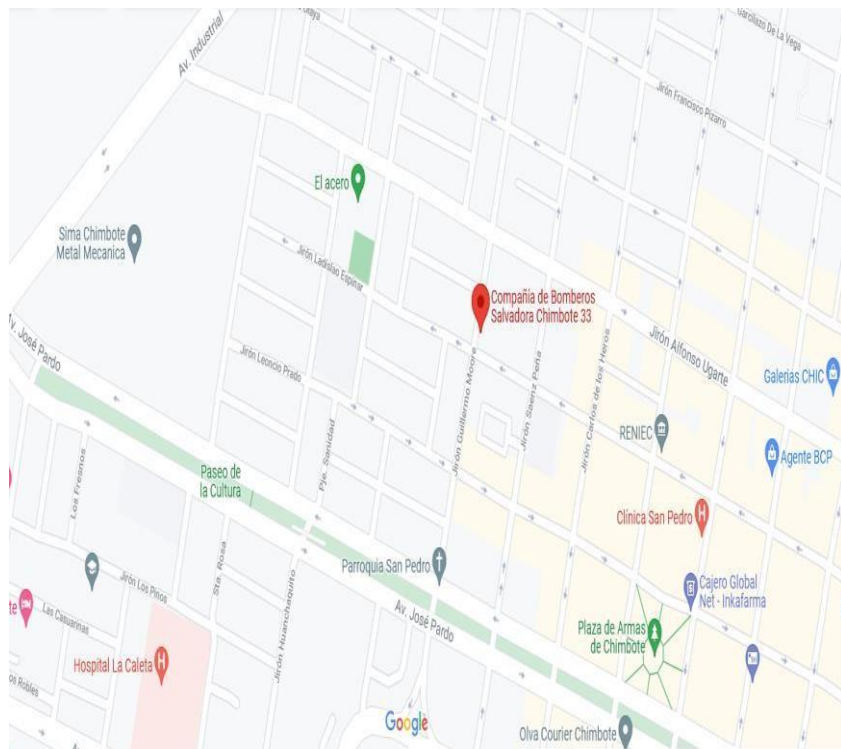 Garcilazo De La Vega
Av. Industrial
Jirón Francisco Pizarro
El acero
Sima Chimbote
Metal Mecanica
Jirón Ladislao Espinar
Compañía de Bomberos
Salvadora Chimbote 33
Av. José Pardo
Jirón Leoncio Prado
Jirón Guillermo Moore
Jirón Saenz Peña
Jirón Carlos de los Heros
Jirón Alfonso Ugarte
Galerias CHIC
RENIEC
Agente BCP
Paseo de
la Cultura
Pje. Sanidad
Los Fresnos
Clínica San Pedro
Parroquia San Pedro
Sta. Rosa
Jirón Huanchaquito
Jirón Los Pinos
Cajero Global
Net - Inkafarma
Las Casuarinas
Av. José Pardo
Plaza de Armas
de Chimbote
Hospital La Caleta
Robles
Google
Olva Courier Chimbote